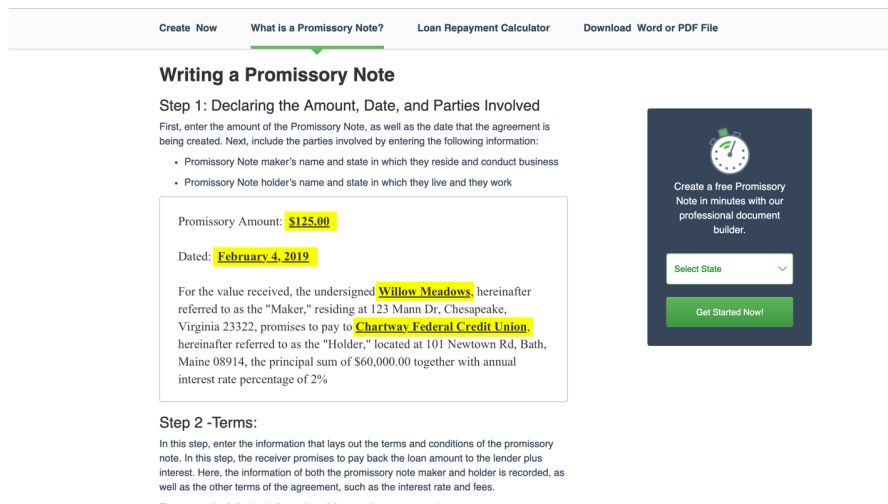 Create Now
What is a Promissory Note?
Loan Repayment Calculator
Download Word or PDF File
Writing a Promissory Note
Step 1: Declaring the Amount, Date, and Parties Involved
First, enter the amount of the Promissory Note, as well as the date that the agreement is
being created. Next, include the parties involved by entering the following information:
• Promissory Note maker's name and state in which they reside and conduct business
• Promissory Note holder's name and state in which they live and they work
Promissory Amount: $125.00
Dated: February 4, 2019
For the value received, the undersigned Willow Meadows, hereinafter
referred to as the "Maker," residing at 123 Mann Dr, Chesapeake,
Virginia 23322, promises to pay to Chartway Federal Credit Union,
hereinafter referred to as the "Holder," located at 101 Newtown Rd, Bath,
Maine 08914, the principal sum of $60,000.00 together with annual
interest rate percentage of 2%
Step 2 -Terms:
In this step, enter the information that lays out the terms and conditions of the promissory
note. In this step, the receiver promises to pay back the loan amount to the lender plus
interest. Here, the information of both the promissory note maker and holder is recorded, as
well as the other terms of the agreement, such as the interest rate and fees.
Create a free Promissory
Note in minutes with our
professional document
builder.
Select State
Get Started Now!